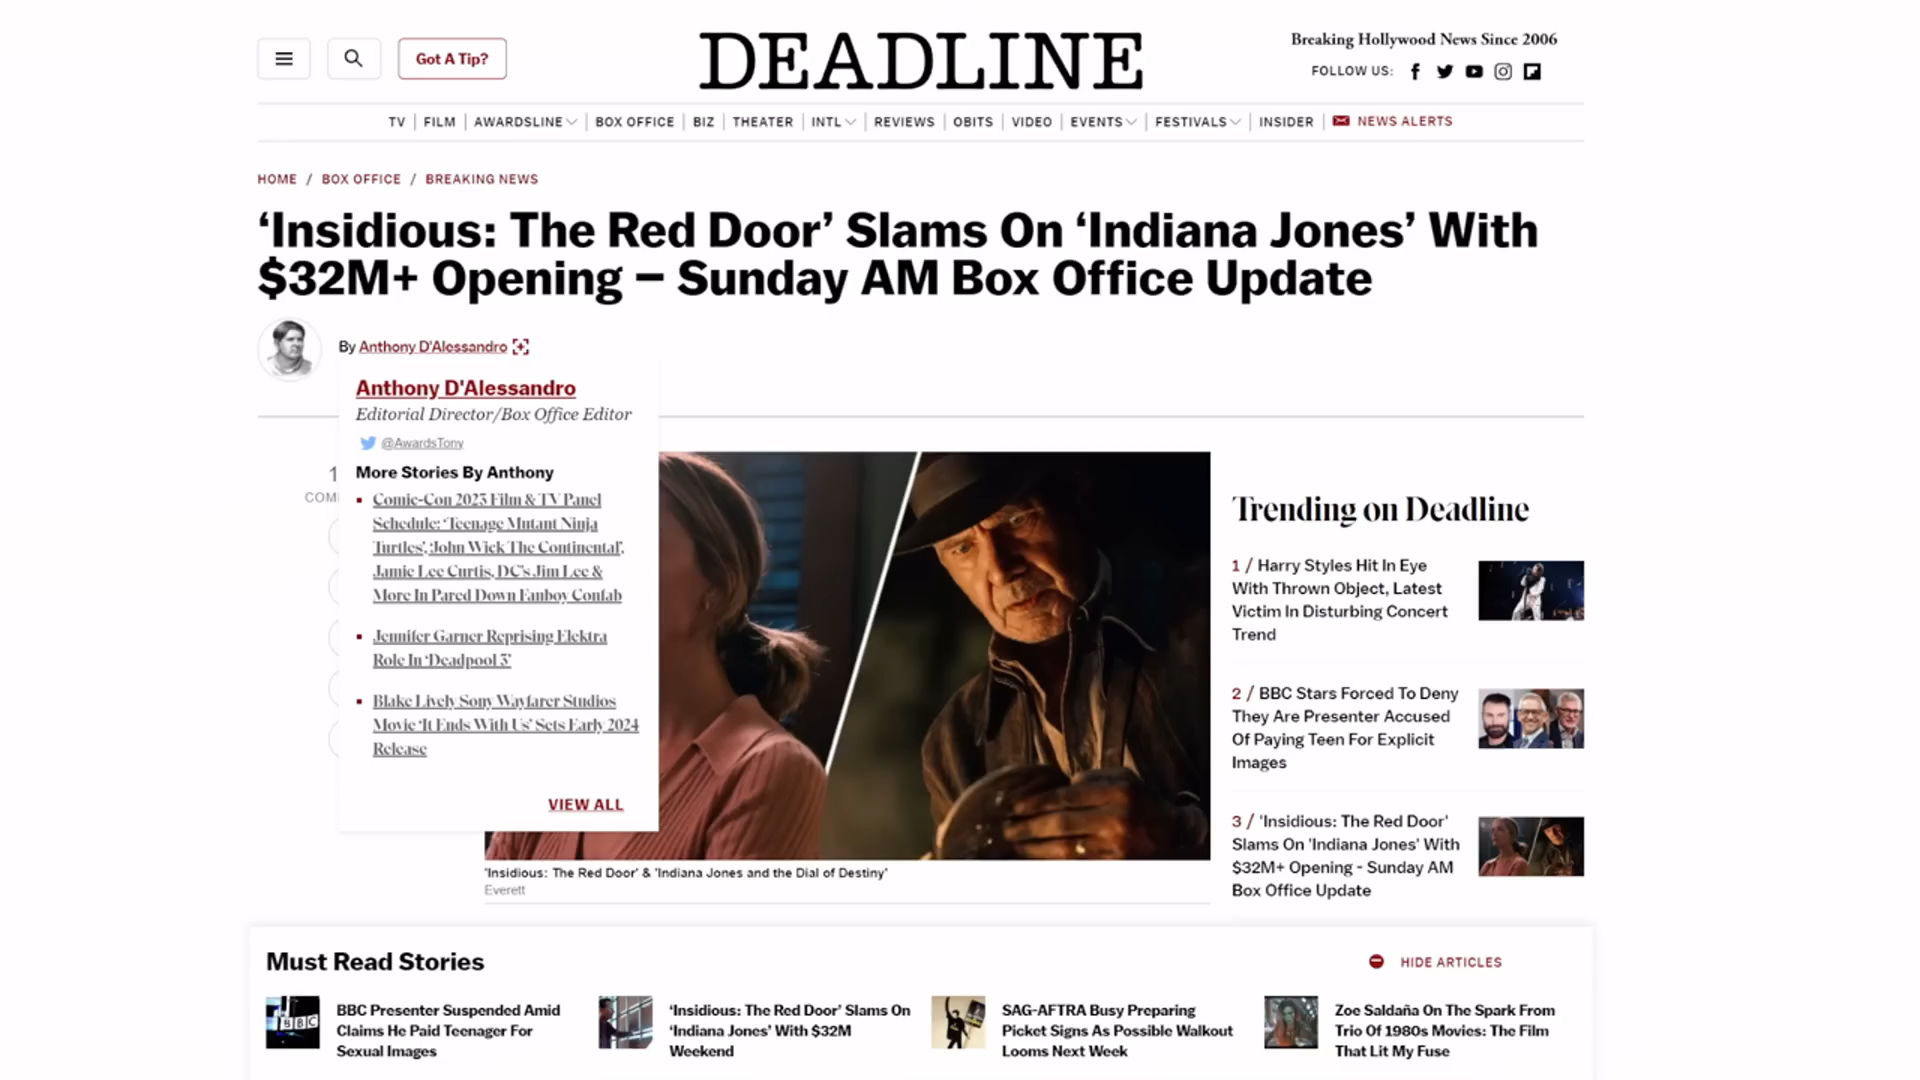 Got A Tip?
DEADLINE
Breaking Hollywood News Since 2006
FOLLOW US:
TV | FILM | AWARDSLINE | BOX OFFICE | BIZ | THEATER | INTL | REVIEWS | OBITS | VIDEO | EVENTS | FESTIVALS | INSIDER | NEWS ALERTS
HOME / BOX OFFICE / BREAKING NEWS
‘Insidious: The Red Door’ Slams On ‘Indiana Jones’ With
$32M+ Opening – Sunday AM Box Office Update
By Anthony D'Alessandro
Anthony D'Alessandro
Editorial Director/Box Office Editor
@AwardsTony
More Stories By Anthony
Comic-Con 2023 Film & TV Panel
Schedule: ‘Teenage Mutant Ninja
Turtles’, ‘John Wick The Continental’,
Jamie Lee Curtis, DC’s Jim Lee &
More In Pared Down Fanboy Confab
Jennifer Garner Reprising Elektra
Role In ‘Deadpool 3’
Blake Lively Sony Wayfarer Studios
Movie ‘It Ends With Us’ Sets Early 2024
Release
VIEW ALL
1
COM
'Insidious: The Red Door' & 'Indiana Jones and the Dial of Destiny'
Everett
Trending on Deadline
1 / Harry Styles Hit In Eye
With Thrown Object, Latest
Victim In Disturbing Concert
Trend
2 / BBC Stars Forced To Deny
They Are Presenter Accused
Of Paying Teen For Explicit
Images
3 / 'Insidious: The Red Door'
Slams On 'Indiana Jones' With
$32M+ Opening - Sunday AM
Box Office Update
Must Read Stories
HIDE ARTICLES
BBC
BBC Presenter Suspended Amid
Claims He Paid Teenager For
Sexual Images
‘Insidious: The Red Door’ Slams On
‘Indiana Jones’ With $32M
Weekend
SAG-AFTRA Busy Preparing
Picket Signs As Possible Walkout
Looms Next Week
Zoe Saldaña On The Spark From
Trio Of 1980s Movies: The Film
That Lit My Fuse